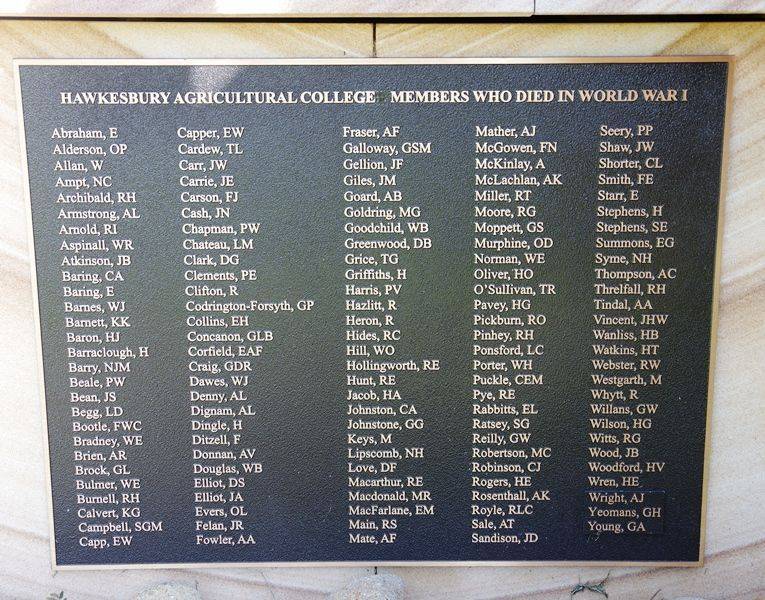 HAWKESBURY AGRICULTURAL COLLEGE MEMBERS WHO DIED IN WORLD WAR I
Abraham, E
Alderson, OP
Allan, W
Ampt, NC
Archibald, RH
Armstrong, AL
Arnold, RI
Aspinall, WR
Atkinson, JB
Baring, CA
Baring, E
Barnes, WJ
Barnett, KK
Baron, HJ
Barraclough, H
Barry, NJM
Beale, PW
Bean, JS
Begg, LD
Bootle, FWC
Bradney, WE
Brien, AR
Brock, GL
Bulmer, WE
Burnell, RH
Calvert, KG
Campbell, SGM
Capp, EW
Capper, EW
Cardew, TL
Carr, JW
Carrie, JE
Carson, FJ
Cash, JN
Chapman, PW
Chateau, LM
Clark, DG
Clements, PE
Clifton, R
Codrington-Forsyth, GP
Collins, EH
Concanon, GLB
Corfield, EAF
Craig, GDR
Dawes, WJ
Denny, AL
Dignam, AL
Dingle, H
Ditzell, F
Donnan, AV
Douglas, WB
Elliot, DS
Elliot, JA
Evers, OL
Felan, JR
Fowler, AA
Fraser, AF
Galloway, GSM
Gellion, JF
Giles, JM
Goard, AB
Goldring, MG
Goodchild, WB
Greenwood, DB
Grice, TG
Griffiths, H
Harris, PV
Hazlitt, R
Heron, R
Hides, RC
Hill, WO
Hollingworth, RE
Hunt, RE
Jacob, HA
Johnston, CA
Johnstone, GG
Keys, M
Lipscomb, NH
Love, DF
Macarthur, RE
Macdonald, MR
MacFarlane, EM
Main, RS
Mate, AF
Mather, AJ
McGowen, FN
McKinlay, A
McLachlan, AK
Miller, RT
Moore, RG
Moppett, GS
Murphine, OD
Norman, WE
Oliver, HO
O'Sullivan, TR
Pavey, HG
Pickburn, RO
Pinhey, RH
Ponsford, LC
Porter, WH
Puckle, CEM
Pye, RE
Rabbitts, EL
Ratsey, SG
Reilly, GW
Robertson, MC
Robinson, CJ
Rogers, HE
Rosenthall, AK
Royle, RLC
Sale, AT
Sandison, JD
Seery, PP
Shaw, JW
Shorter, CL
Smith, FE
Starr, E
Stephens, H
Stephens, SE
Summons, EG
Syme, NH
Thompson, AC
Threlfall, RH
Tindal, AA
Vincent, JHW
Wanliss, HB
Watkins, HT
Webster, RW
Westgarth, M
Whytt, R
Willans, GW
Wilson, HG
Witts, RG
Wood, JB
Woodford, HV
Wren, HE
Wright, AJ
Yeomans, GH
Young, GA